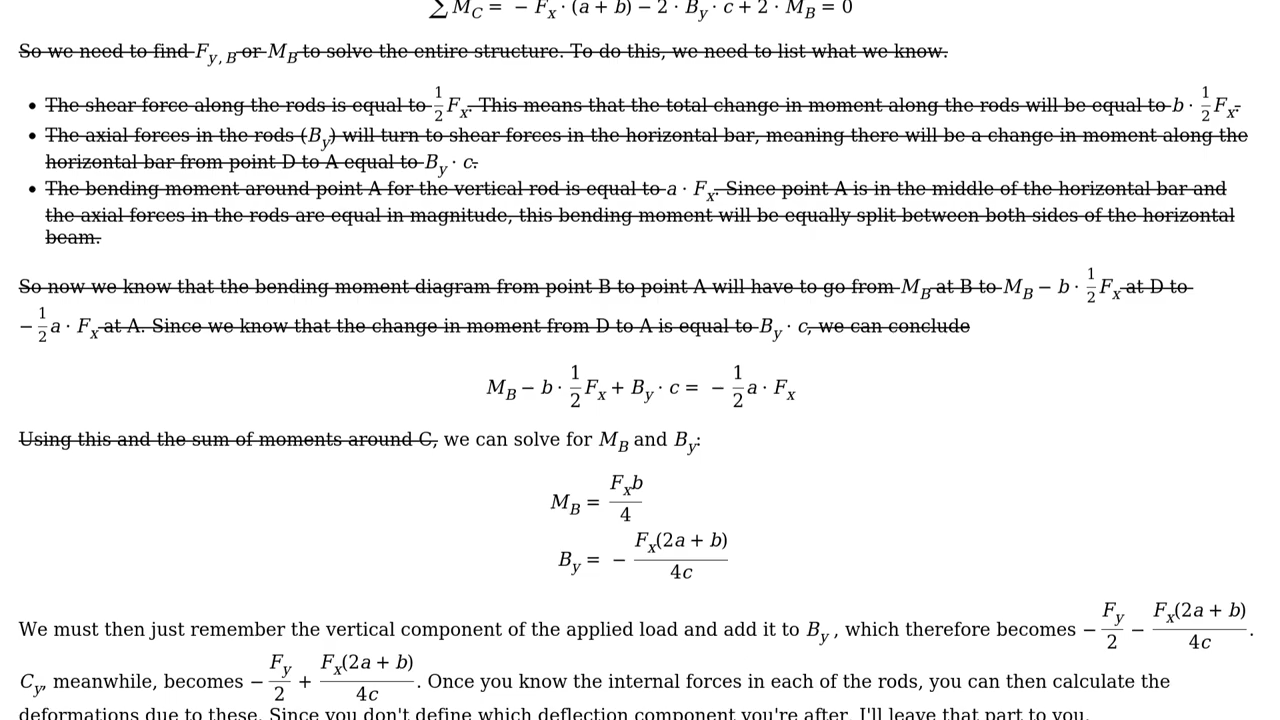 ∑ M_C = − F_x · (a + b) − 2 · B_y · c + 2 · M_B = 0
So we need to find F_{y, B} or M_B to solve the entire structure. To do this, we need to list what we know.
• The shear force along the rods is equal to \frac{1}{2}F_x. This means that the total change in moment along the rods will be equal to b · \frac{1}{2}F_x.
• The axial forces in the rods (B_y) will turn to shear forces in the horizontal bar, meaning there will be a change in moment along the
horizontal bar from point D to A equal to B_y · c.
• The bending moment around point A for the vertical rod is equal to a · F_x. Since point A is in the middle of the horizontal bar and
the axial forces in the rods are equal in magnitude, this bending moment will be equally split between both sides of the horizontal
beam.
So now we know that the bending moment diagram from point B to point A will have to go from M_B at B to M_B − b · \frac{1}{2}F_x at D to
− \frac{1}{2}a · F_x at A. Since we know that the change in moment from D to A is equal to B_y · c, we can conclude
M_B − b · \frac{1}{2}F_x + B_y · c = − \frac{1}{2}a · F_x
Using this and the sum of moments around C, we can solve for M_B and B_y:
M_B = \frac{F_x b}{4}
B_y = − \frac{F_x(2a + b)}{4c}
We must then just remember the vertical component of the applied load and add it to B_y, which therefore becomes − \frac{F_y}{2} − \frac{F_x(2a + b)}{4c}.
C_y, meanwhile, becomes − \frac{F_y}{2} + \frac{F_x(2a + b)}{4c}. Once you know the internal forces in each of the rods, you can then calculate the
deformations due to these. Since you don't define which deflection component you're after, I'll leave that part to you.